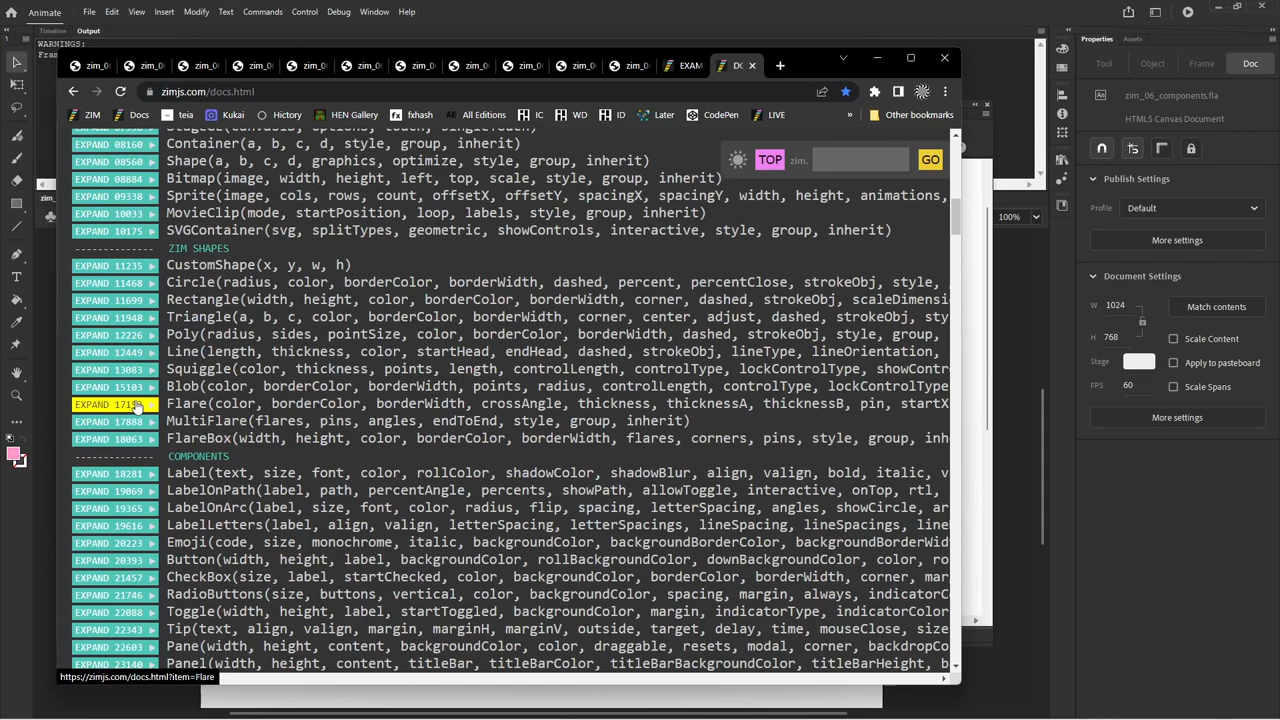 Animate File Edit View Insert Modify Text Commands Control Debug Window Help
Timeline Output
WARNINGS:
Fram
zim_0 zim_0 zim_0 zim_0 zim_0 zim_0 zim_0 zim_0 zim_0 zim_0 zim_0 EXAM DO
zimjs.com/docs.html
ZIM Docs teia Kukai HEN Gallery fxhash All Editions IC WD ID Later CodePen LIVE » Other bookmarks
TOP zim. GO
EXPAND 08160 Container(a, b, c, d, style, group, inherit)
EXPAND 08560 Shape(a, b, c, d, graphics, optimize, style, group, inherit)
EXPAND 08884 Bitmap(image, width, height, left, top, scale, style, group, inherit)
EXPAND 09338 Sprite(image, cols, rows, count, offsetX, offsetY, spacingX, spacingY, width, height, animations,
EXPAND 10033 MovieClip(mode, startPosition, loop, labels, style, group, inherit)
EXPAND 10175 SVGContainer(svg, splitTypes, geometric, showControls, interactive, style, group, inherit)
-------------- ZIM SHAPES
EXPAND 11235 CustomShape(x, y, w, h)
EXPAND 11468 Circle(radius, color, borderColor, borderWidth, dashed, percent, percentClose, strokeObj, style,
EXPAND 11699 Rectangle(width, height, color, borderColor, borderWidth, corner, dashed, strokeObj, scaleDimensi
EXPAND 11948 Triangle(a, b, c, color, borderColor, borderWidth, corner, center, adjust, dashed, strokeObj, st
EXPAND 12226 Poly(radius, sides, pointSize, color, borderColor, borderWidth, dashed, strokeObj, style, group,
EXPAND 12449 Line(length, thickness, color, startHead, endHead, dashed, strokeObj, lineType, lineOrientation,
EXPAND 13083 Squiggle(color, thickness, points, length, controlLength, controlType, lockControlType, showContr
EXPAND 15103 Blob(color, borderColor, borderWidth, points, radius, controlLength, controlType, lockControlType
EXPAND Flare(color, borderColor, borderWidth, crossAngle, thickness, thicknessA, thicknessB, pin, startX
EXPAND 17888 MultiFlare(flares, pins, angles, endToEnd, style, group, inherit)
EXPAND 18063 FlareBox(width, height, color, borderColor, borderWidth, flares, corners, pins, style, group, inh
-------------- COMPONENTS
EXPAND 18281 Label(text, size, font, color, rollColor, shadowColor, shadowBlur, align, valign, bold, italic, v
EXPAND 19069 LabelOnPath(label, path, percentAngle, percents, showPath, allowToggle, interactive, onTop, rtl
EXPAND 19365 LabelOnArc(label, size, font, color, radius, flip, spacing, letterSpacing, angles, showCircle, ar
EXPAND 19616 LabelLetters(label, align, valign, letterSpacing, letterSpacings, lineSpacing, lineSpacings, line
EXPAND 20223 Emoji(code, size, monochrome, italic, backgroundColor, backgroundBorderColor, backgroundBorderWid
EXPAND 20393 Button(width, height, label, backgroundColor, rollBackgroundColor, downBackgroundColor, color, ro
EXPAND 21457 CheckBox(size, label, startChecked, color, backgroundColor, borderColor, borderWidth, corner, mar
EXPAND 21746 RadioButtons(size, buttons, vertical, color, backgroundColor, spacing, margin, always, indicatorC
EXPAND 22088 Toggle(width, height, label, startToggled, backgroundColor, margin, indicatorType, indicatorColor
EXPAND 22343 Tip(text, align, valign, margin, marginH, marginV, outside, target, delay, time, mouseClose, size
EXPAND 22603 Pane(width, height, content, backgroundColor, color, draggable, resets, modal, corner, backdropCo
EXPAND 23140 Panel(width, height, content, titleBar, titleBarColor, titleBarBackgroundColor, titleBarHeight, b
https://zimjs.com/docs.html?item=Flare
100%
Properties Assets
Tool Object Frame Doc
zim_06_components.fla
HTML5 Canvas Document
Publish Settings
Profile Default
More settings
Document Settings
W 1024 Match contents
H 768 Scale Content
Stage Apply to pasteboard
FPS 60 Scale Spans
More settings